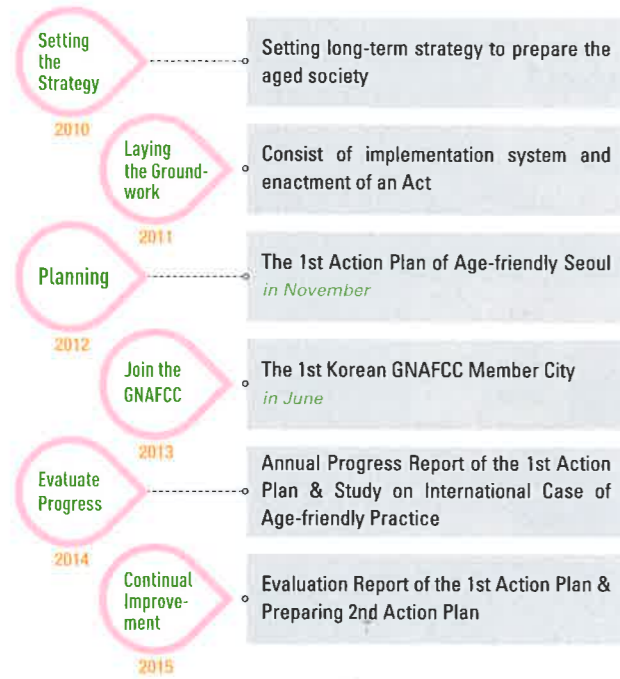 Setting
the
Strategy
2010
Setting long-term strategy to prepare the
aged society
Laying
the Ground-
work
2011
Consist of implementation system and
enactment of an Act
Planning
2012
The 1st Action Plan of Age-friendly Seoul
in November
Join the
GNAFCC
2013
The 1st Korean GNAFCC Member City
in June
Evaluate
Progress
2014
Annual Progress Report of the 1st Action
Plan & Study on International Case of
Age-friendly Practice
Continual
Improve-
ment
2015
Evaluation Report of the 1st Action Plan &
Preparing 2nd Action Plan